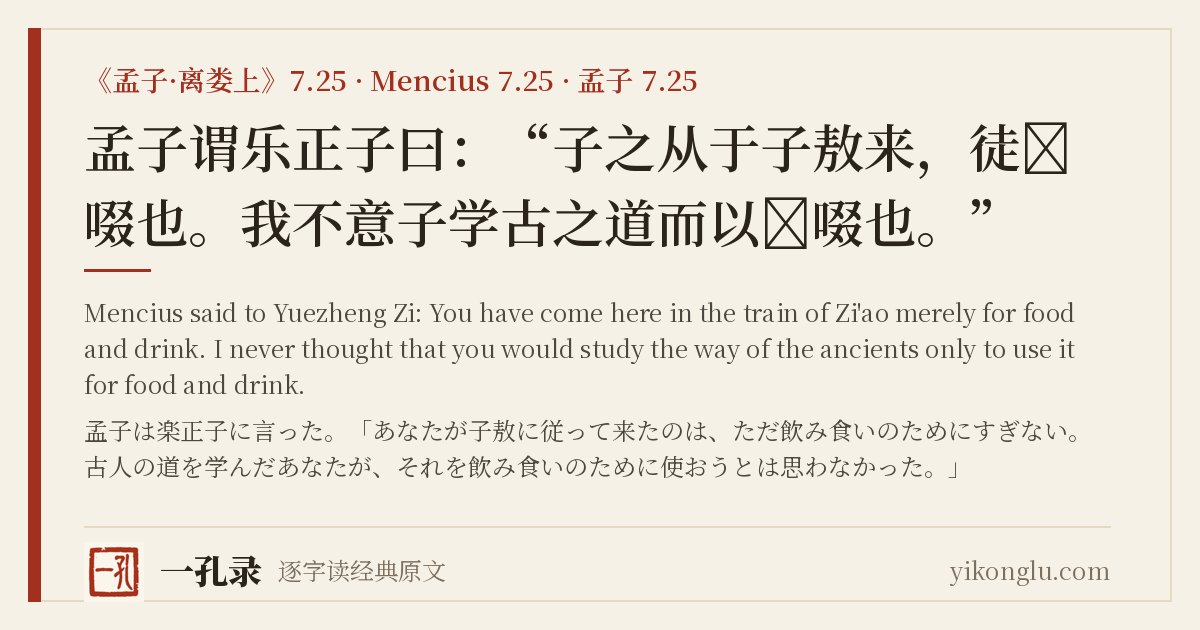 《孟子·离娄上》7.25 · Mencius 7.25 · 孟子 7.25
孟子谓乐正子曰：“子之从于子敖来，徒
啜也。我不意子学古之道而以啜也。”
Mencius said to Yuezheng Zi: You have come here in the train of Zi'ao merely for food
and drink. I never thought that you would study the way of the ancients only to use it
for food and drink.
孟子は楽正子に言った。「あなたが子敖に従って来たのは、ただ飲み食いのためにすぎない。
古人の道を学んだあなたが、それを飲み食いのために使おうとは思わなかった。」
一孔
一孔录 逐字读经典原文 yikonglu.com